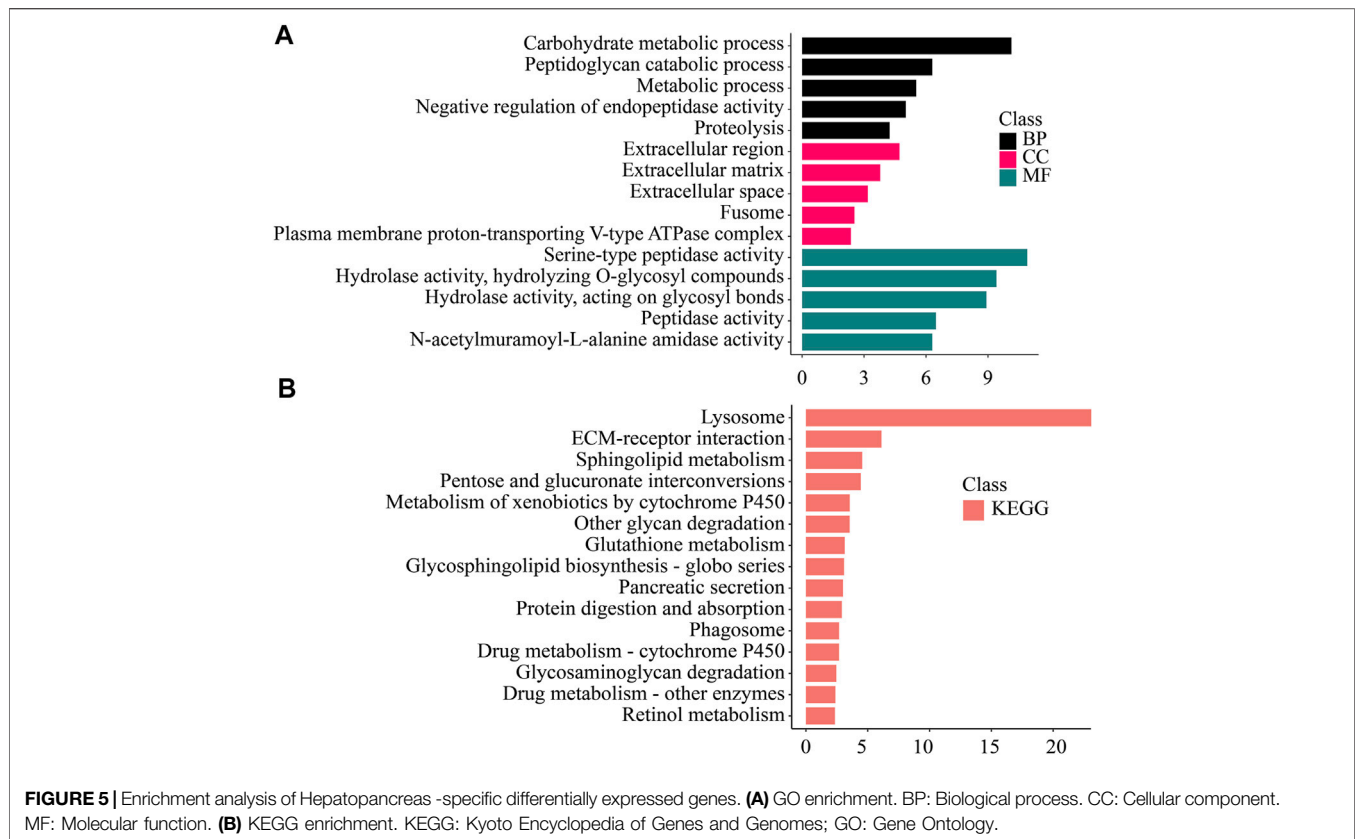 A
Carbohydrate metabolic process
Peptidoglycan catabolic process
Metabolic process
Negative regulation of endopeptidase activity
Proteolysis
Extracellular region
Extracellular matrix
Extracellular space
Fusome
Plasma membrane proton-transporting V-type ATPase complex
Serine-type peptidase activity
Hydrolase activity, hydrolyzing O-glycosyl compounds
Hydrolase activity, acting on glycosyl bonds
Peptidase activity
N-acetylmuramoyl-L-alanine amidase activity
Class
BP
CC
MF
0 3 6 9
B
Lysosome
ECM-receptor interaction
Sphingolipid metabolism
Pentose and glucuronate interconversions
Metabolism of xenobiotics by cytochrome P450
Other glycan degradation
Glutathione metabolism
Glycosphingolipid biosynthesis - globo series
Pancreatic secretion
Protein digestion and absorption
Phagosome
Drug metabolism - cytochrome P450
Glycosaminoglycan degradation
Drug metabolism - other enzymes
Retinol metabolism
Class
KEGG
0 5 10 15 20
FIGURE 5 | Enrichment analysis of Hepatopancreas -specific differentially expressed genes. (A) GO enrichment. BP: Biological process. CC: Cellular component.
MF: Molecular function. (B) KEGG enrichment. KEGG: Kyoto Encyclopedia of Genes and Genomes; GO: Gene Ontology.